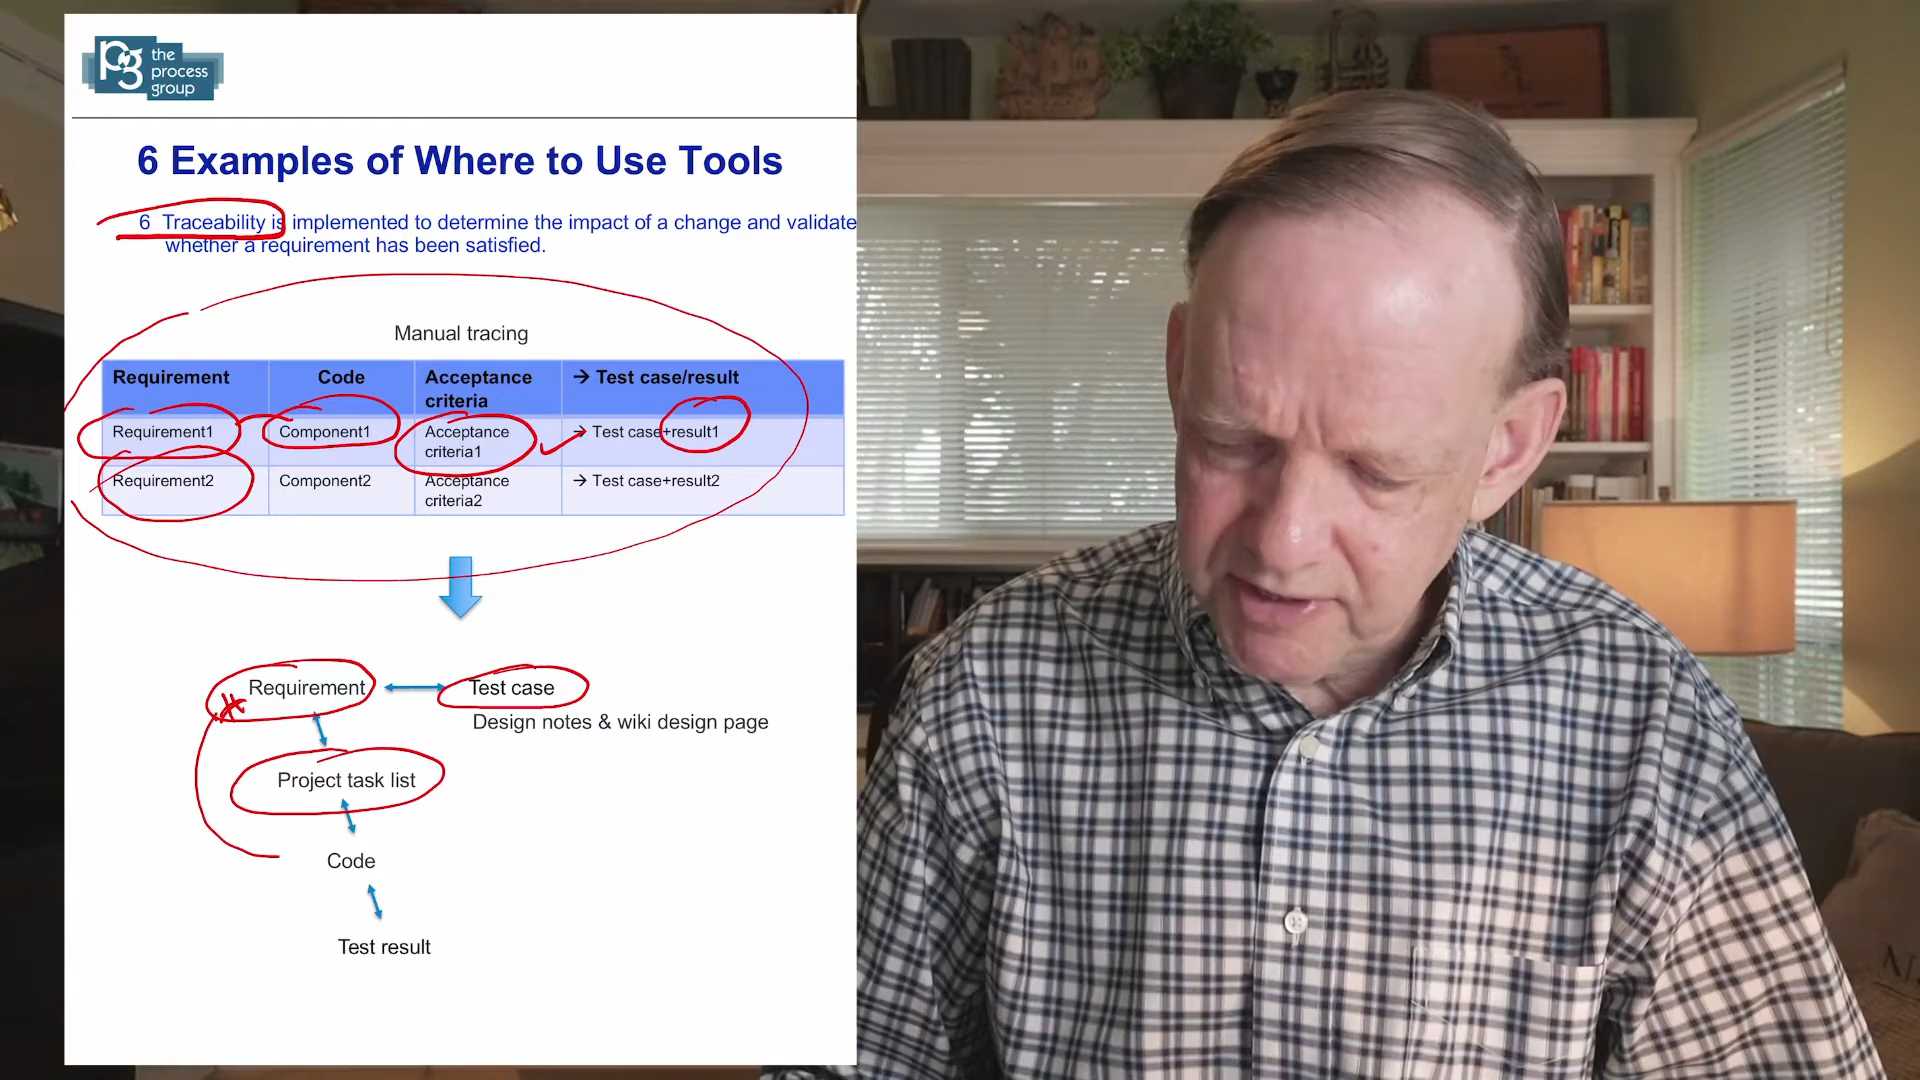 the
process
group
6 Examples of Where to Use Tools
6 Traceability is implemented to determine the impact of a change and validate
whether a requirement has been satisfied.
Manual tracing
Requirement Code Acceptance criteria → Test case/result
Requirement1 Component1 Acceptance criteria1 → Test case+result1
Requirement2 Component2 Acceptance criteria2 → Test case+result2
Requirement Test case
Design notes & wiki design page
Project task list
Code
Test result